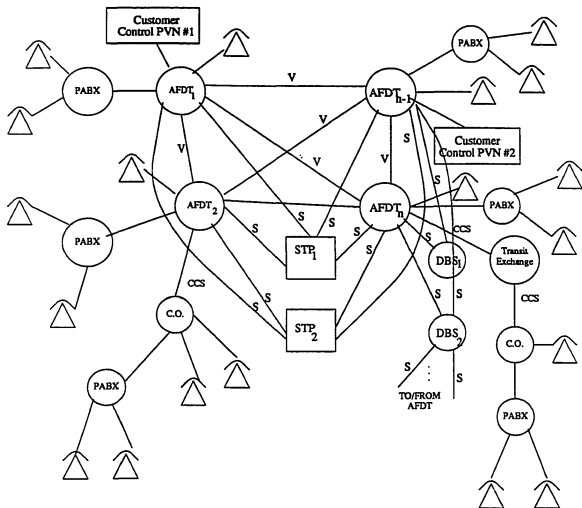 Customer
Control PVN #1
PABX
PABX
AFDT1
V
AFDTn-1
V
V
S
Customer
Control PVN #2
V
V
S
S
AFDT2
AFDTn
PABX
PABX
S
S
S
S
CCS
STP1
S
DBS1
Transit
Exchange
CCS
S
S
S
S
S
C.O.
STP2
DBS2
CCS
C.O.
S
S
TO/FROM
AFDT
PABX
PABX